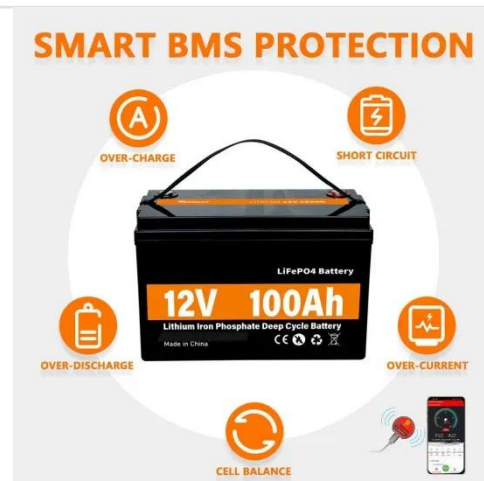 SMART BMS PROTECTION
OVER-CHARGE
SHORT CIRCUIT
LiFePO4 Battery
12V 100Ah
Lithium Iron Phosphate Deep Cycle Battery
Made in China
CE
OVER-DISCHARGE
OVER-CURRENT
CELL BALANCE